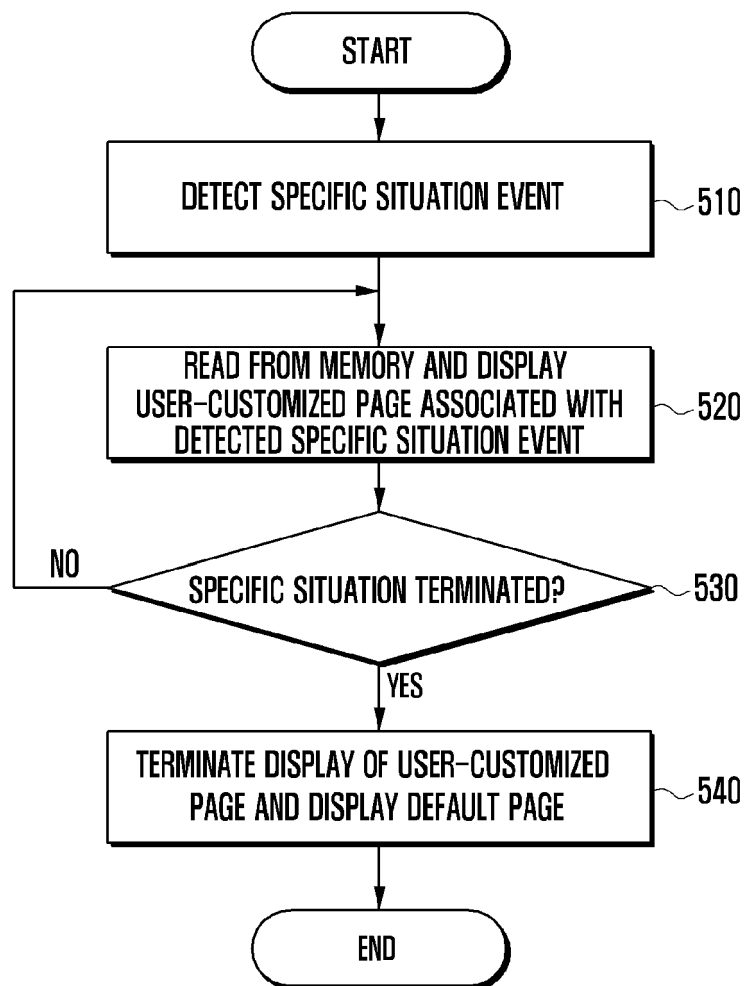 START
DETECT SPECIFIC SITUATION EVENT
510
READ FROM MEMORY AND DISPLAY
USER-CUSTOMIZED PAGE ASSOCIATED WITH
DETECTED SPECIFIC SITUATION EVENT
520
NO
SPECIFIC SITUATION TERMINATED?
530
YES
TERMINATE DISPLAY OF USER-CUSTOMIZED
PAGE AND DISPLAY DEFAULT PAGE
540
END